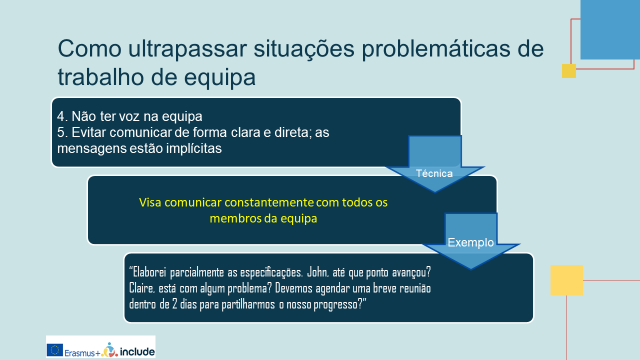 Como ultrapassar situações problemáticas de
trabalho de equipa
4. Não ter voz na equipa
5. Evitar comunicar de forma clara e direta; as
mensagens estão implícitas
Técnica
Visa comunicar constantemente com todos os
membros da equipa
Exemplo
“Elaborei parcialmente as especificações. John, até que ponto avançou?
Claire, está com algum problema? Devemos agendar uma breve reunião
dentro de 2 dias para partilharmos o nosso progresso?”
Erasmus+ include